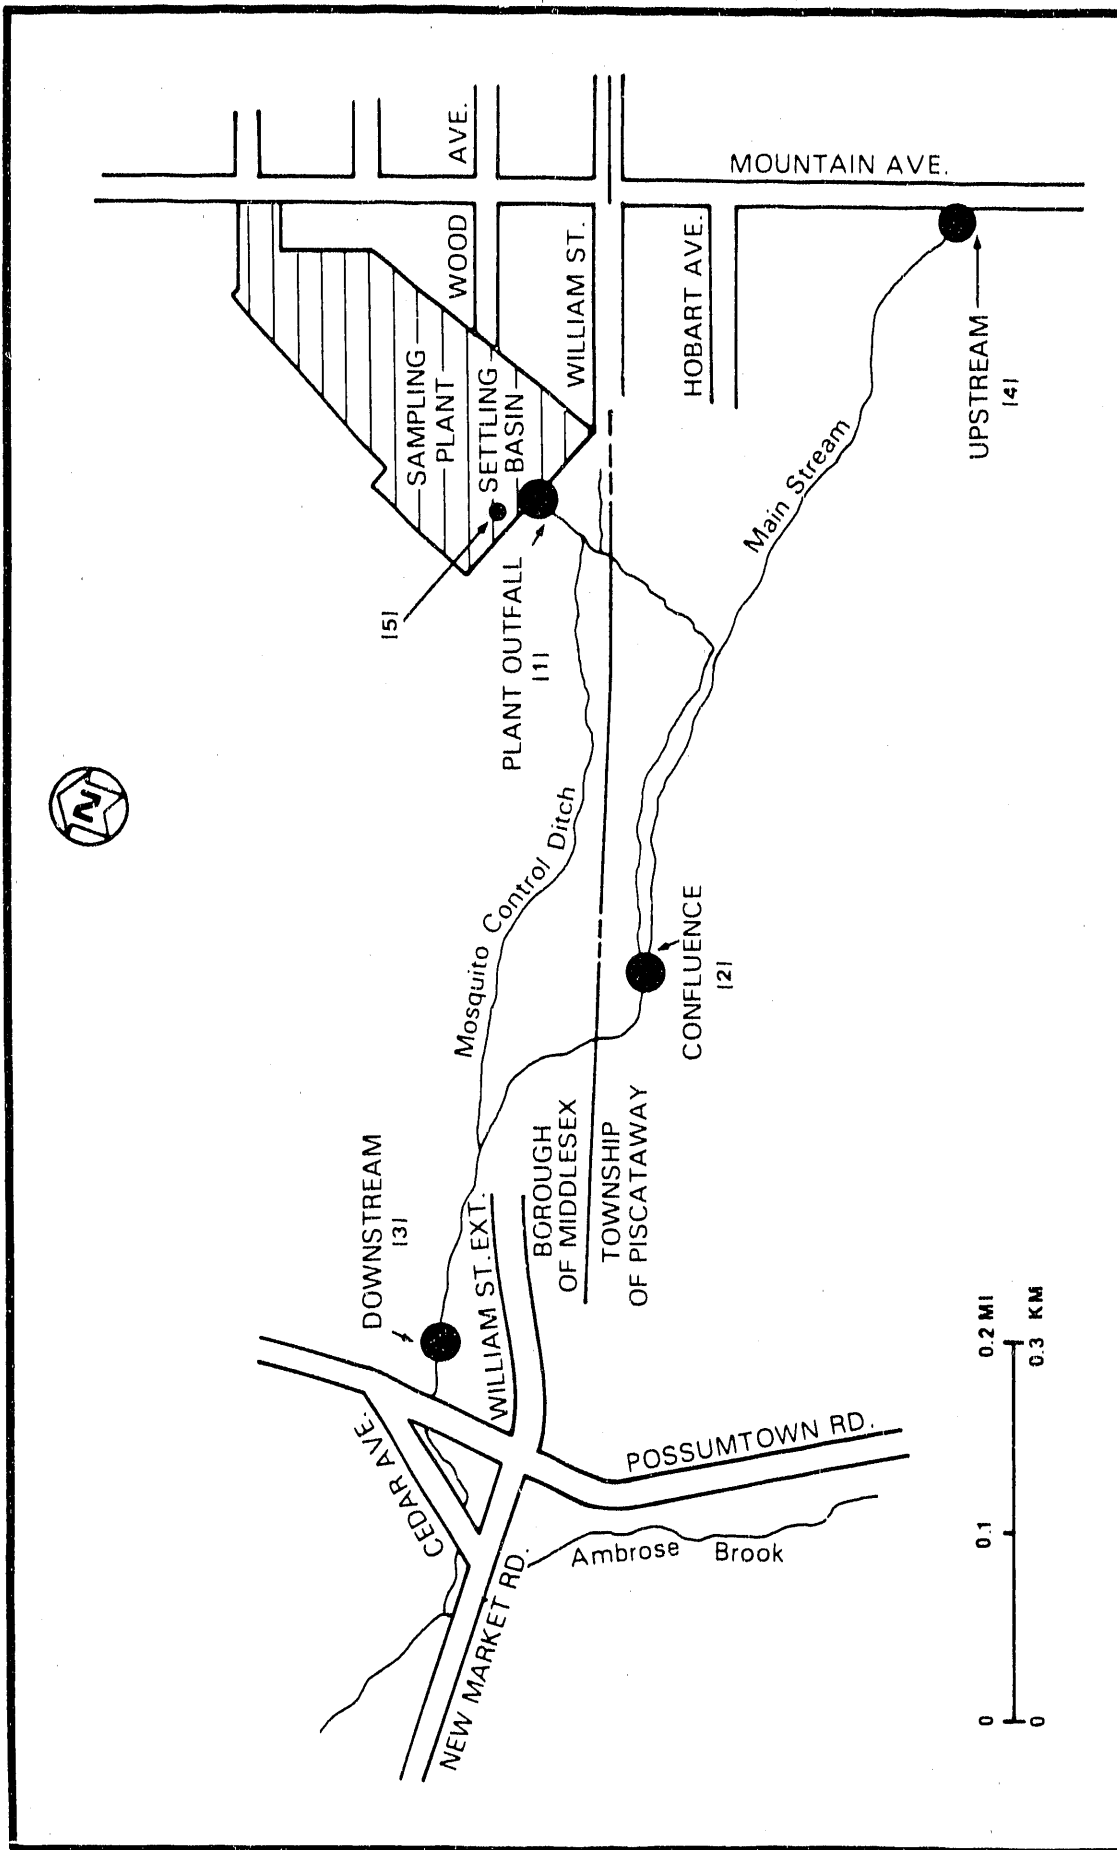 N
MOUNTAIN AVE.
WOOD AVE.
WILLIAM ST.
HOBART AVE.
SAMPLING
PLANT
SETTLING
BASIN
[5]
PLANT OUTFALL
[1]
UPSTREAM
[4]
Main Stream
Mosquito Control Ditch
CONFLUENCE
[2]
DOWNSTREAM
[3]
WILLIAM ST. EXT.
BOROUGH
OF MIDDLESEX
TOWNSHIP
OF PISCATAWAY
CEDAR AVE.
NEW MARKET RD.
POSSUMTOWN RD.
Ambrose Brook
0 0.1 0.2 MI
0 0.3 KM